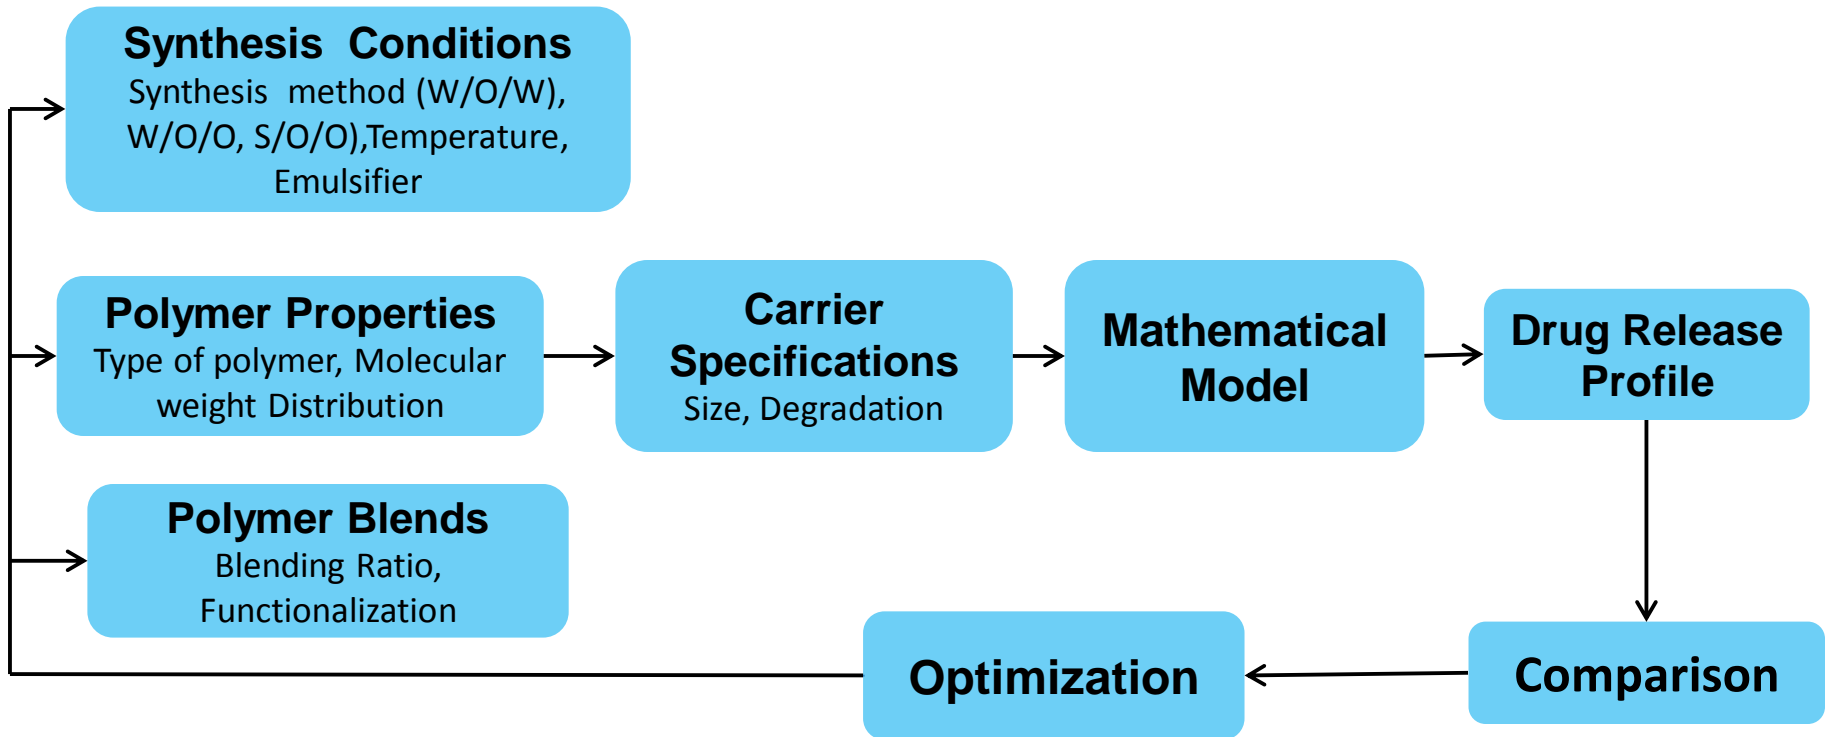 Synthesis Conditions
Synthesis method (W/O/W),
W/O/O, S/O/O),Temperature,
Emulsifier
Polymer Properties
Type of polymer, Molecular
weight Distribution
Carrier
Specifications
Size, Degradation
Mathematical
Model
Drug Release
Profile
Polymer Blends
Blending Ratio,
Functionalization
Optimization
Comparison